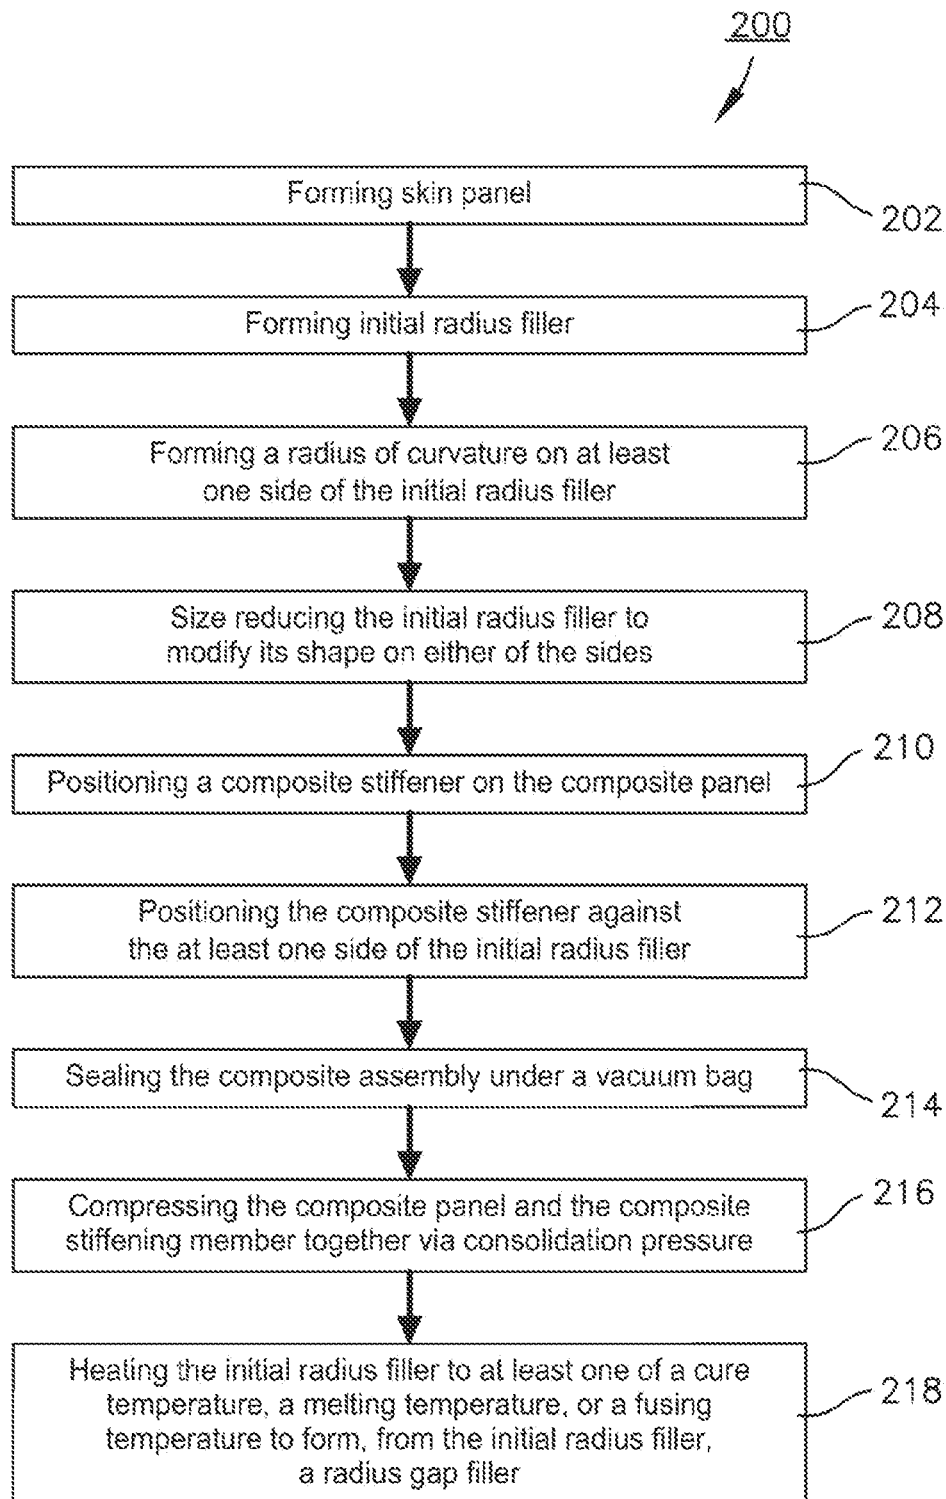 200
Forming skin panel
202
Forming initial radius filler
204
Forming a radius of curvature on at least
one side of the initial radius filler
206
Size reducing the initial radius filler to
modify its shape on either of the sides
208
Positioning a composite stiffener on the composite panel
210
Positioning the composite stiffener against
the at least one side of the initial radius filler
212
Sealing the composite assembly under a vacuum bag
214
Compressing the composite panel and the composite
stiffening member together via consolidation pressure
216
Heating the initial radius filler to at least one of a cure
temperature, a melting temperature, or a fusing
temperature to form, from the initial radius filler,
a radius gap filler
218